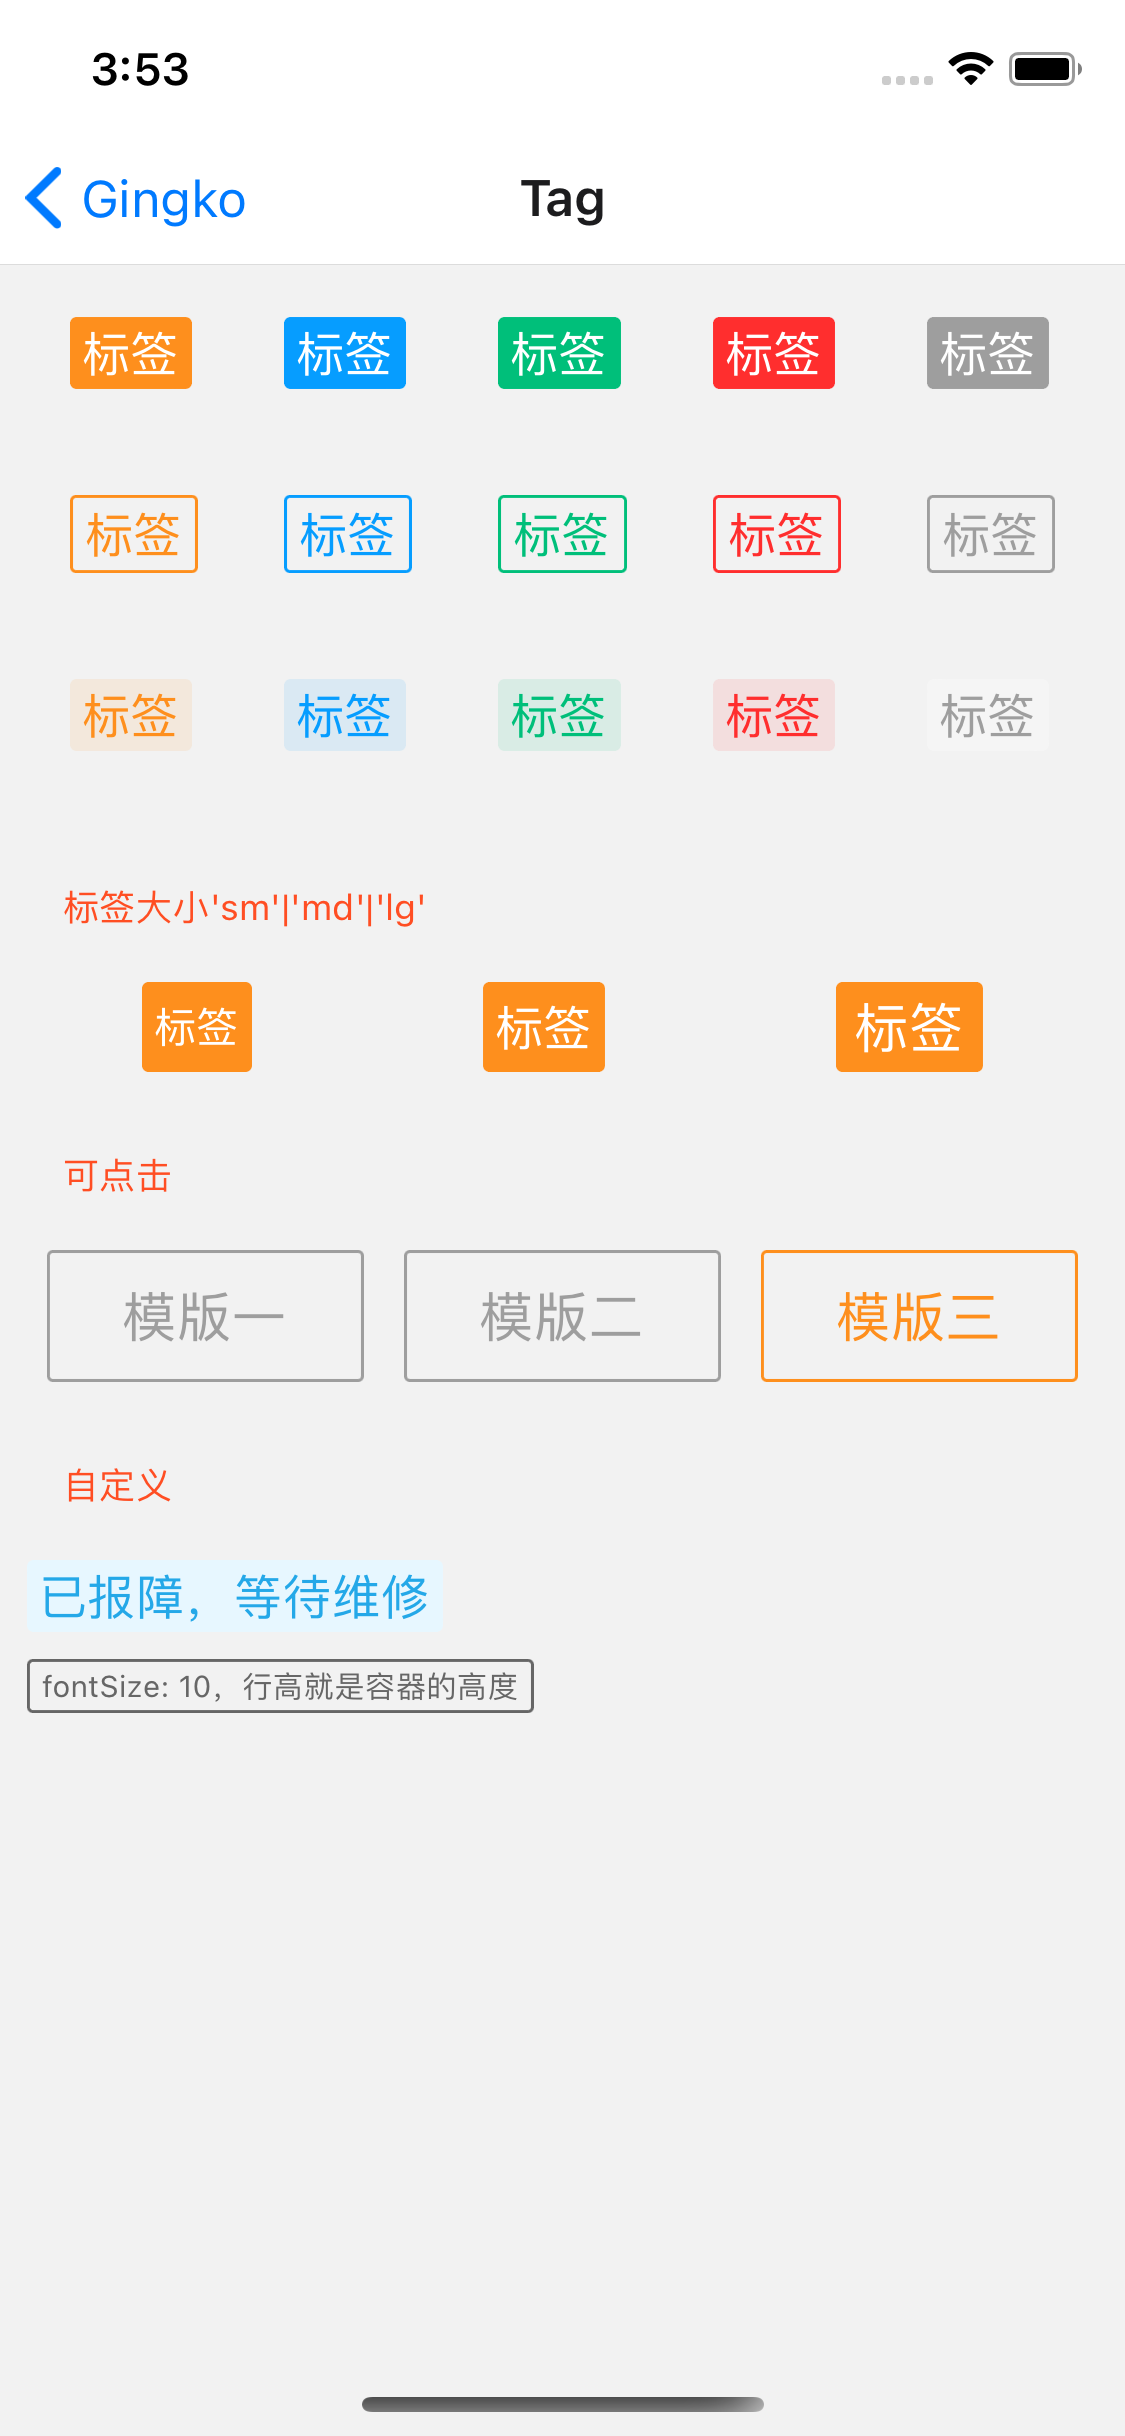 3:53
Gingko
Tag
标签 标签 标签 标签 标签
标签 标签 标签 标签 标签
标签 标签 标签 标签 标签
标签大小'sm'|'md'|'lg'
标签 标签 标签
可点击
模版一 模版二 模版三
自定义
已报障，等待维修
fontSize: 10，行高就是容器的高度